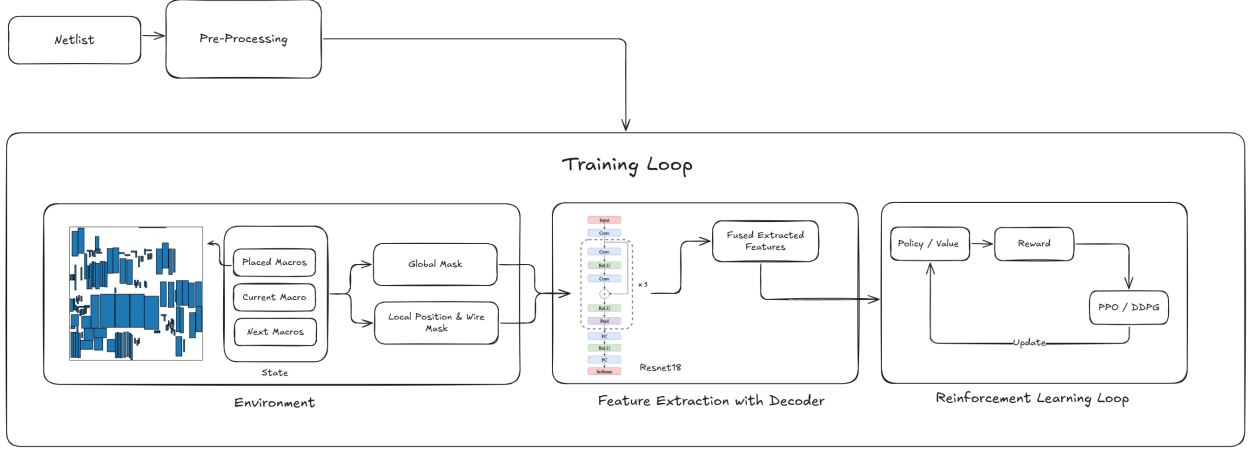 Netlist
Pre-Processing
Training Loop
Placed Macros
Current Macro
Next Macros
State
Global Mask
Local Position & Wire
Mask
Environment
Input
Conv
Conv
ReLU
Conv
x3
ReLU
Pool
FC
ReLU
FC
Softmax
Resnet18
Fused Extracted
Features
Feature Extraction with Decoder
Policy / Value
Reward
PPO / DDPG
Update
Reinforcement Learning Loop